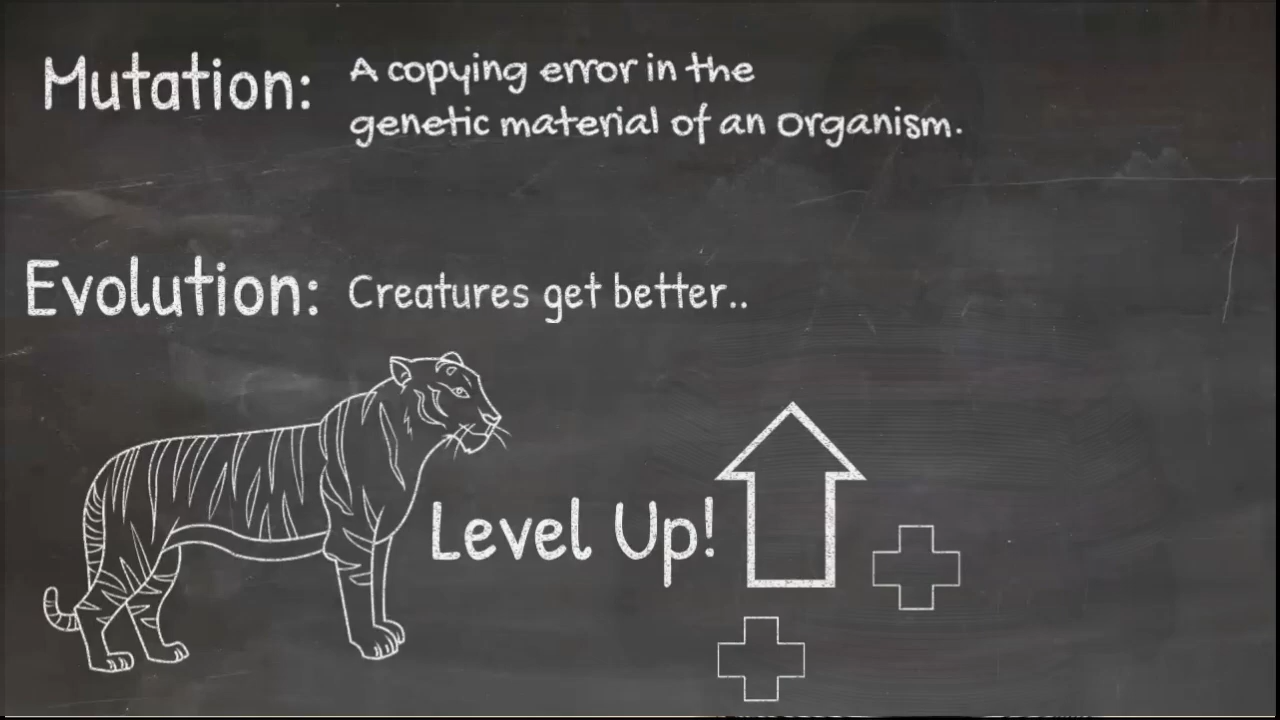 Mutation: A copying error in the
genetic material of an organism.
Evolution: Creatures get better..
Level Up!